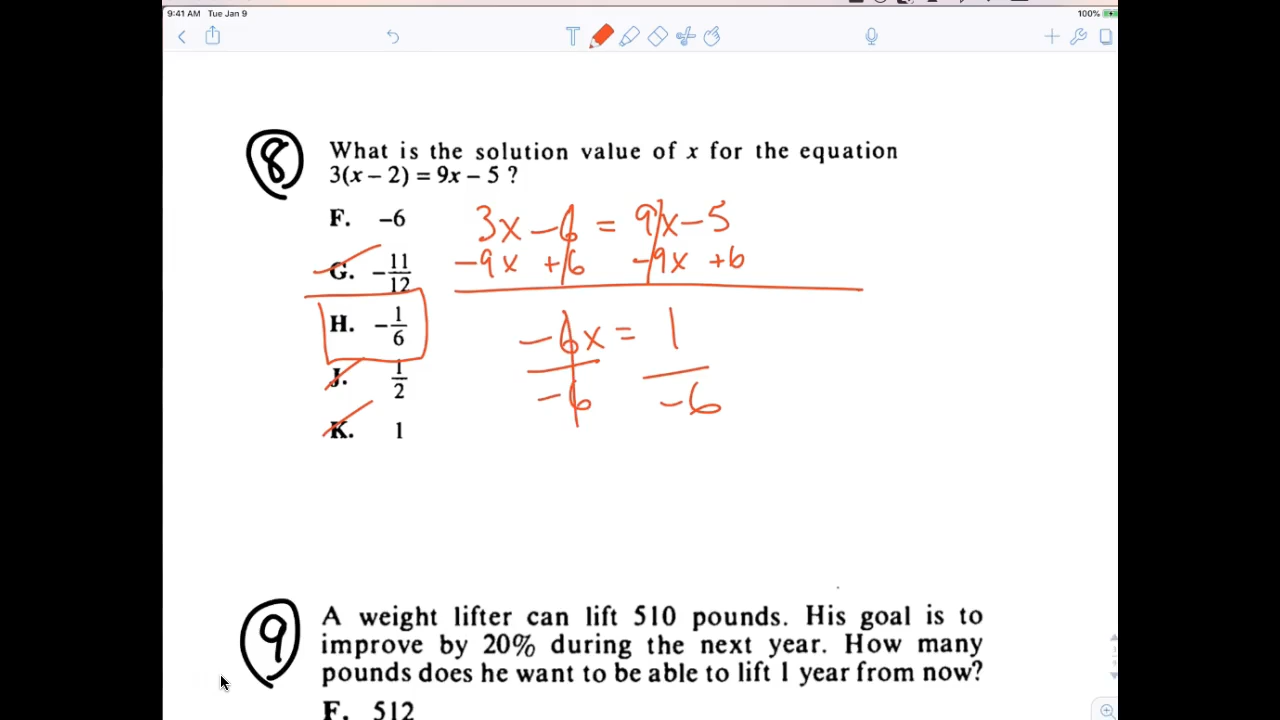 9:41 AM Tue Jan 9
100%
T
8
What is the solution value of x for the equation
3(x − 2) = 9x − 5 ?
F. −6
G. −11/12
H. −1/6
J. 1/2
K. 1
3x − 6 = 9x − 5
−9x +6 −9x +6
−6x = 1
−6 −6
9
A weight lifter can lift 510 pounds. His goal is to
improve by 20% during the next year. How many
pounds does he want to be able to lift 1 year from now?
F. 512